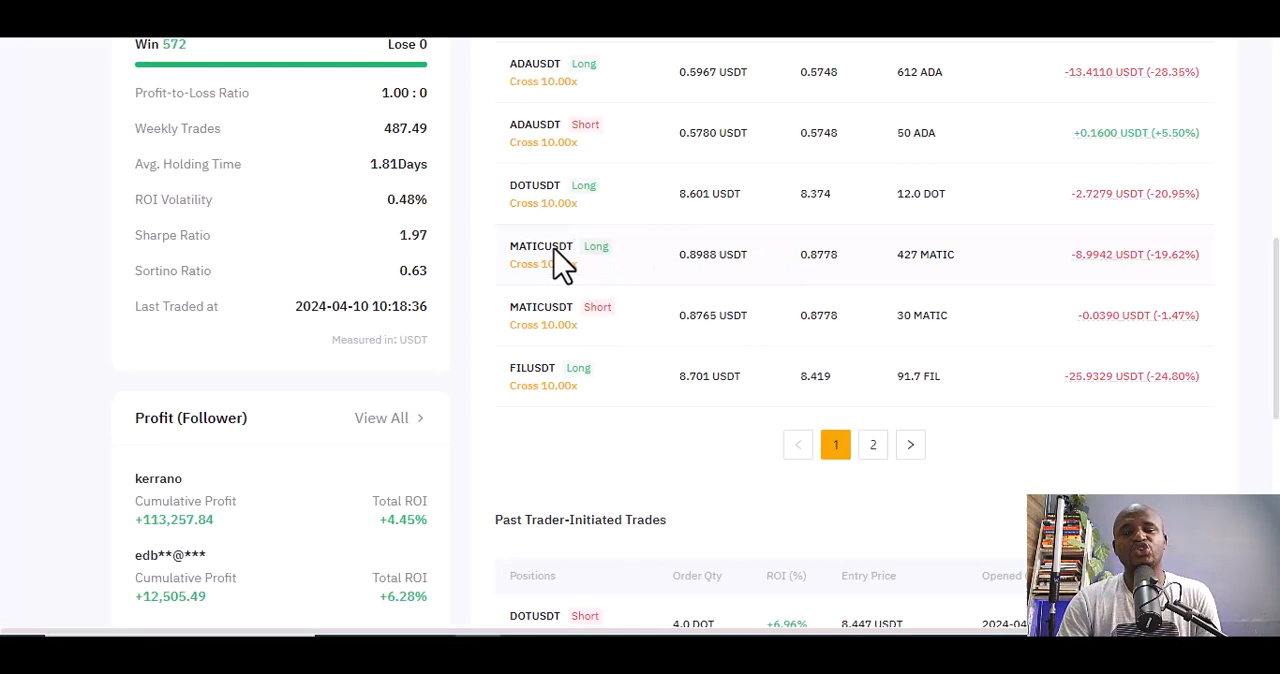 Win 572 Lose 0
Profit-to-Loss Ratio 1.00 : 0
Weekly Trades 487.49
Avg. Holding Time 1.81Days
ROI Volatility 0.48%
Sharpe Ratio 1.97
Sortino Ratio 0.63
Last Traded at 2024-04-10 10:18:36
Measured in: USDT
Profit (Follower) View All >
kerrano
Cumulative Profit Total ROI
+113,257.84 +4.45%
edb**@***
Cumulative Profit Total ROI
+12,505.49 +6.28%
ADAUSDT Long 0.5967 USDT 0.5748 612 ADA -13.4110 USDT (-28.35%)
Cross 10.00x
ADAUSDT Short 0.5780 USDT 0.5748 50 ADA +0.1600 USDT (+5.50%)
Cross 10.00x
DOTUSDT Long 8.601 USDT 8.374 12.0 DOT -2.7279 USDT (-20.95%)
Cross 10.00x
MATICUSDT Long 0.8988 USDT 0.8778 427 MATIC -8.9942 USDT (-19.62%)
Cross 10
MATICUSDT Short 0.8765 USDT 0.8778 30 MATIC -0.0390 USDT (-1.47%)
Cross 10.00x
FILUSDT Long 8.701 USDT 8.419 91.7 FIL -25.9329 USDT (-24.80%)
Cross 10.00x
< 1 2 >
Past Trader-Initiated Trades
Positions Order Qty ROI (%) Entry Price Opened
DOTUSDT Short 4.0 DOT +6.96% 8.447 USDT 2024-04